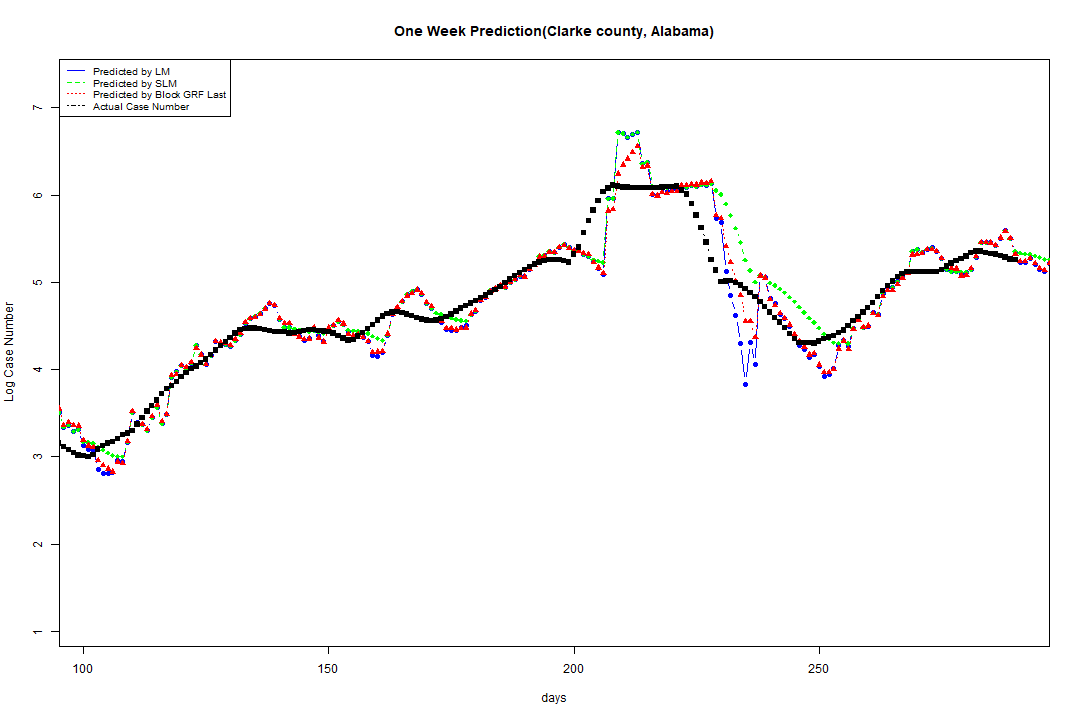 One Week Prediction(Clarke county, Alabama)
Predicted by LM
Predicted by SLM
Predicted by Block GRF Last
Actual Case Number
Log Case Number
7
6
5
4
3
2
1
100 150 200 250
days